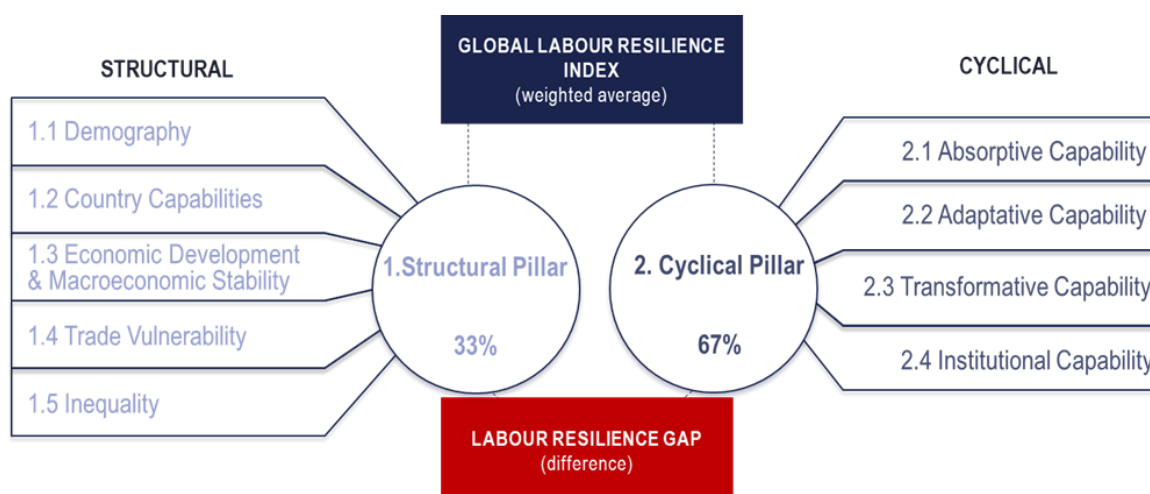 GLOBAL LABOUR RESILIENCE
INDEX
(weighted average)
STRUCTURAL
1.1 Demography
1.2 Country Capabilities
1.3 Economic Development
& Macroeconomic Stability
1.4 Trade Vulnerability
1.5 Inequality
1.Structural Pillar
33%
2. Cyclical Pillar
67%
CYCLICAL
2.1 Absorptive Capability
2.2 Adaptative Capability
2.3 Transformative Capability
2.4 Institutional Capability
LABOUR RESILIENCE GAP
(difference)